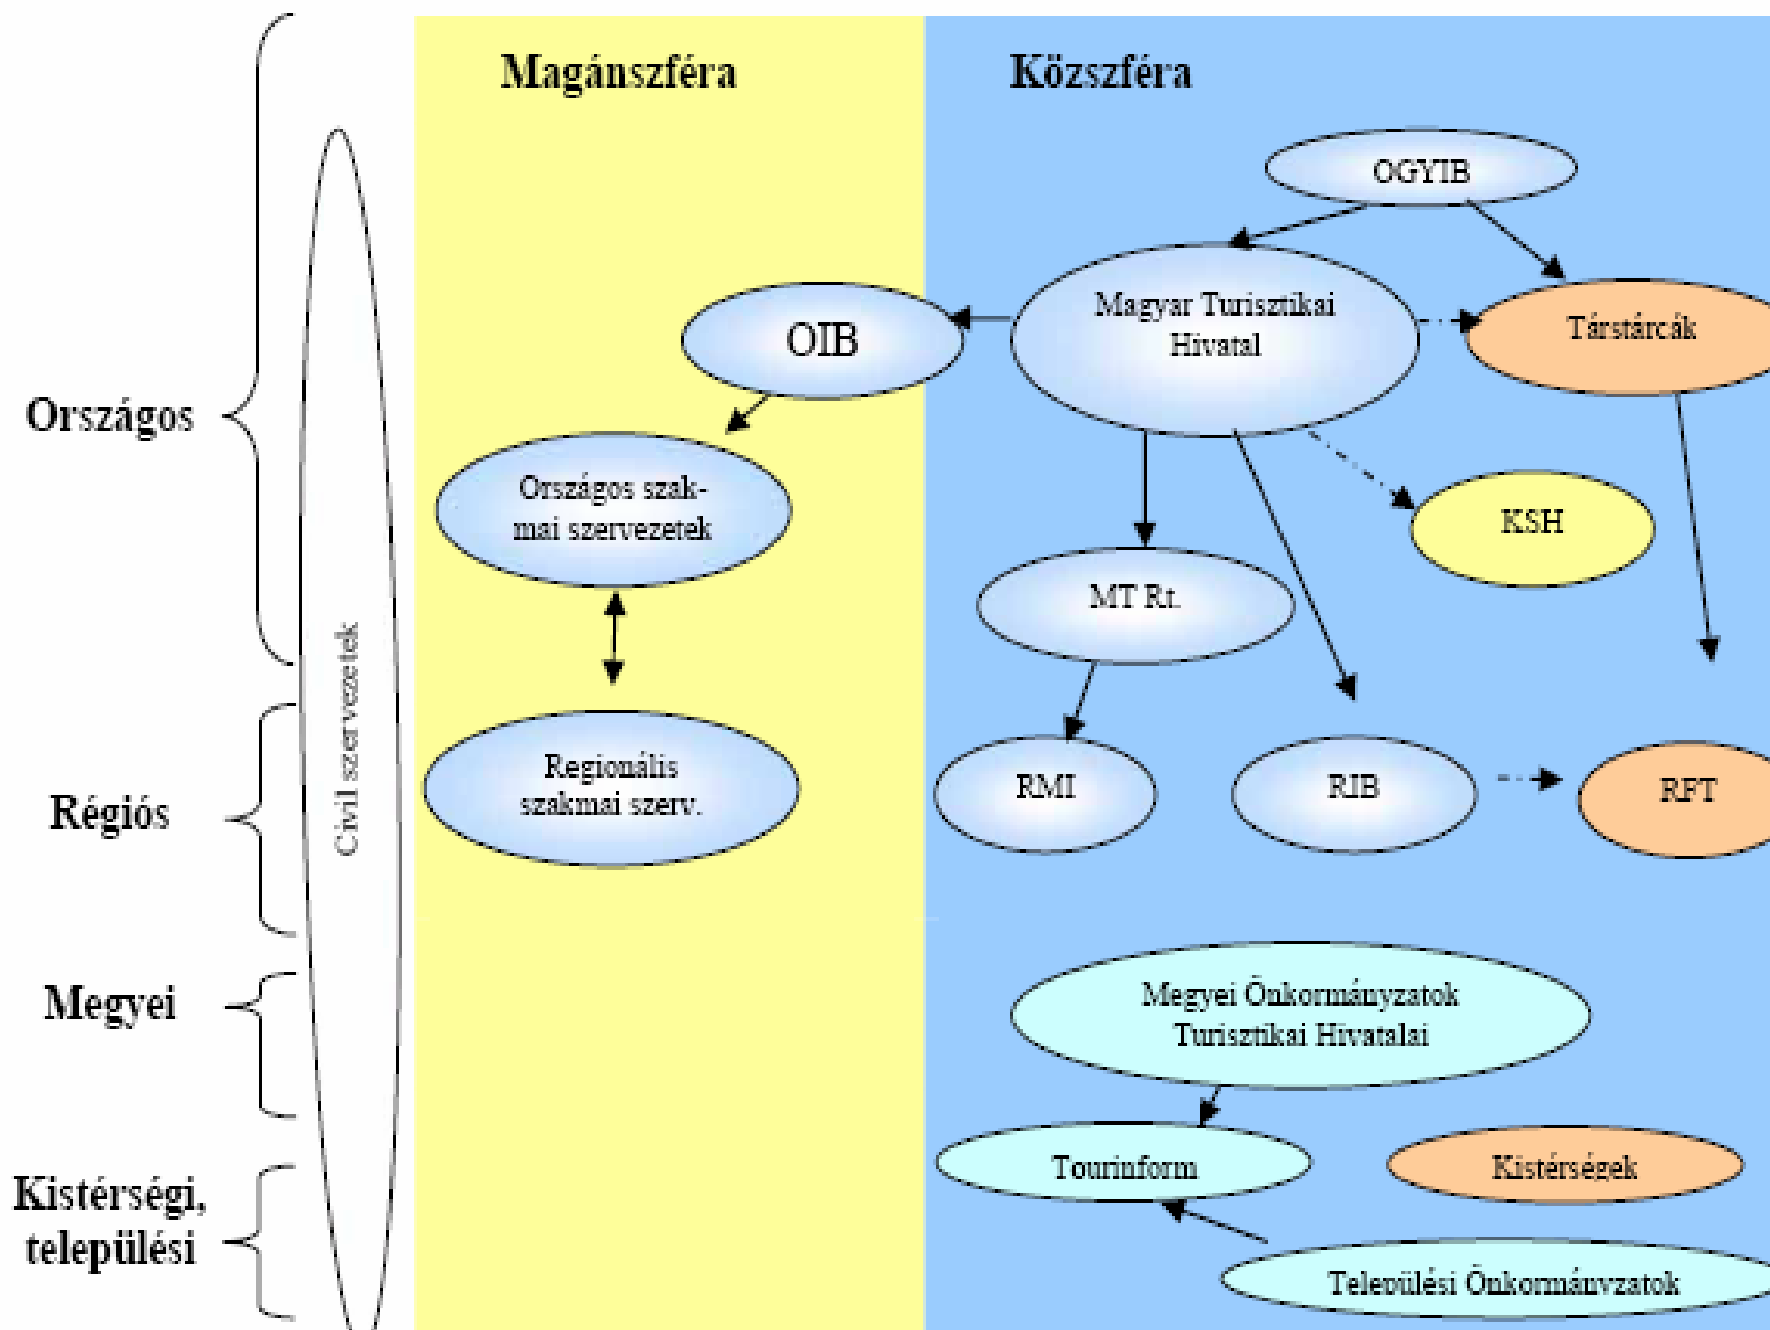 Magánszféra
Közszféra
OGYIB
Magyar Turisztikai
Hivatal
Társtárcák
OIB
Országos
Országos szak-
mai szervezetek
KSH
MT Rt.
Civil szervezetek
Régiós
Regionális
szakmai szerv.
RMI
RIB
RFT
Megyei
Megyei Önkormányzatok
Turisztikai Hivatalai
Kistérségi,
települési
Tourinform
Kistérségek
Települési Önkormányzatok